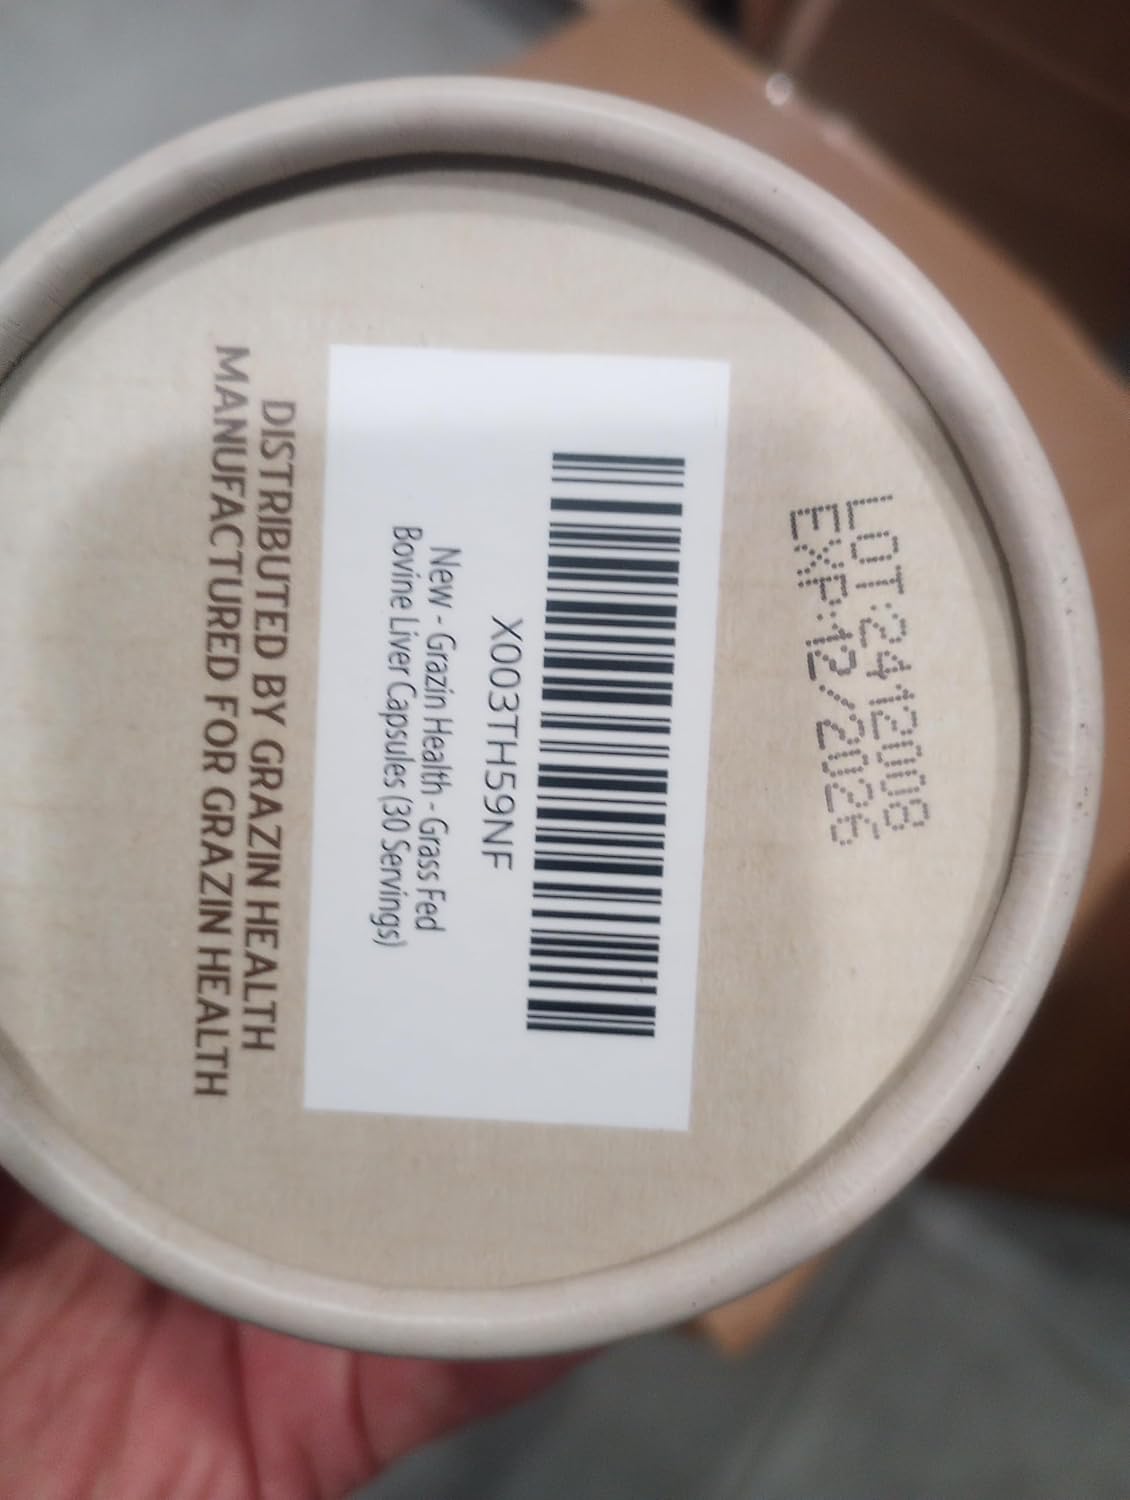 LOT:2412008
EXP:12/2026
X003TH59NF
New - Grazin Health - Grass Fed
Bovine Liver Capsules (30 Servings)
DISTRIBUTED BY GRAZIN HEALTH
MANUFACTURED FOR GRAZIN HEALTH